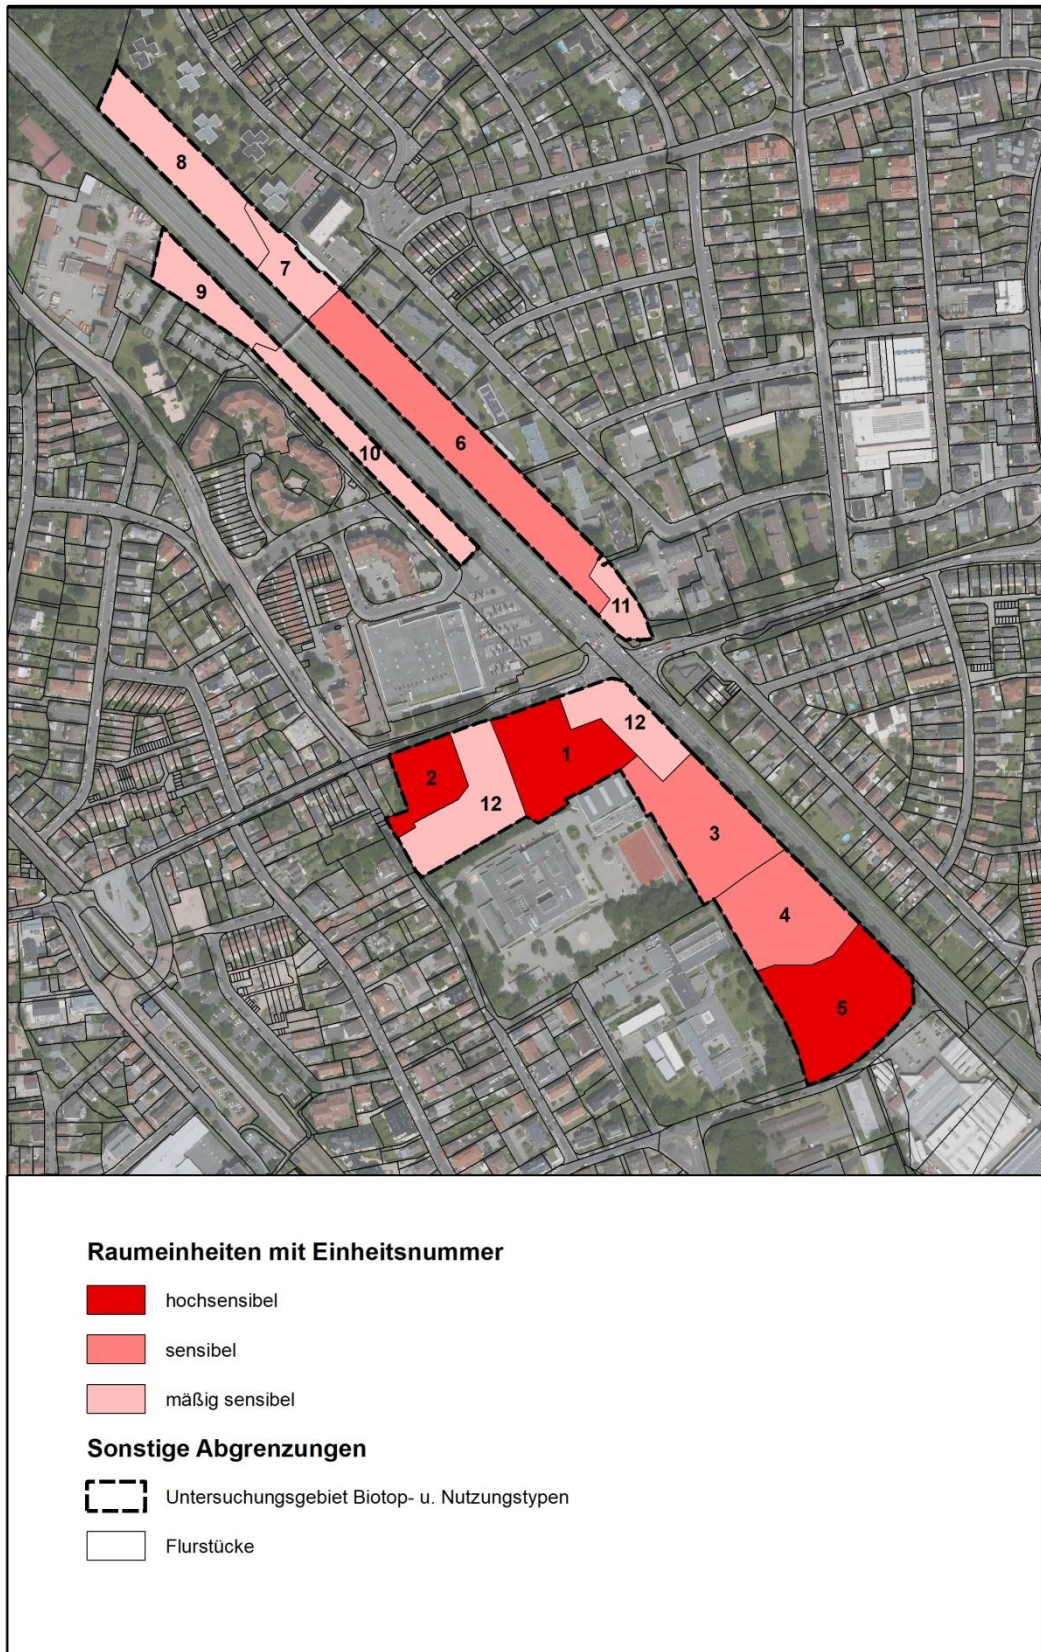 8
7
9
6
10
11
12
1
2
12
3
4
5
Raumeinheiten mit Einheitsnummer
hochsensibel
sensibel
mäßig sensibel
Sonstige Abgrenzungen
Untersuchungsgebiet Biotop- u. Nutzungstypen
Flurstücke